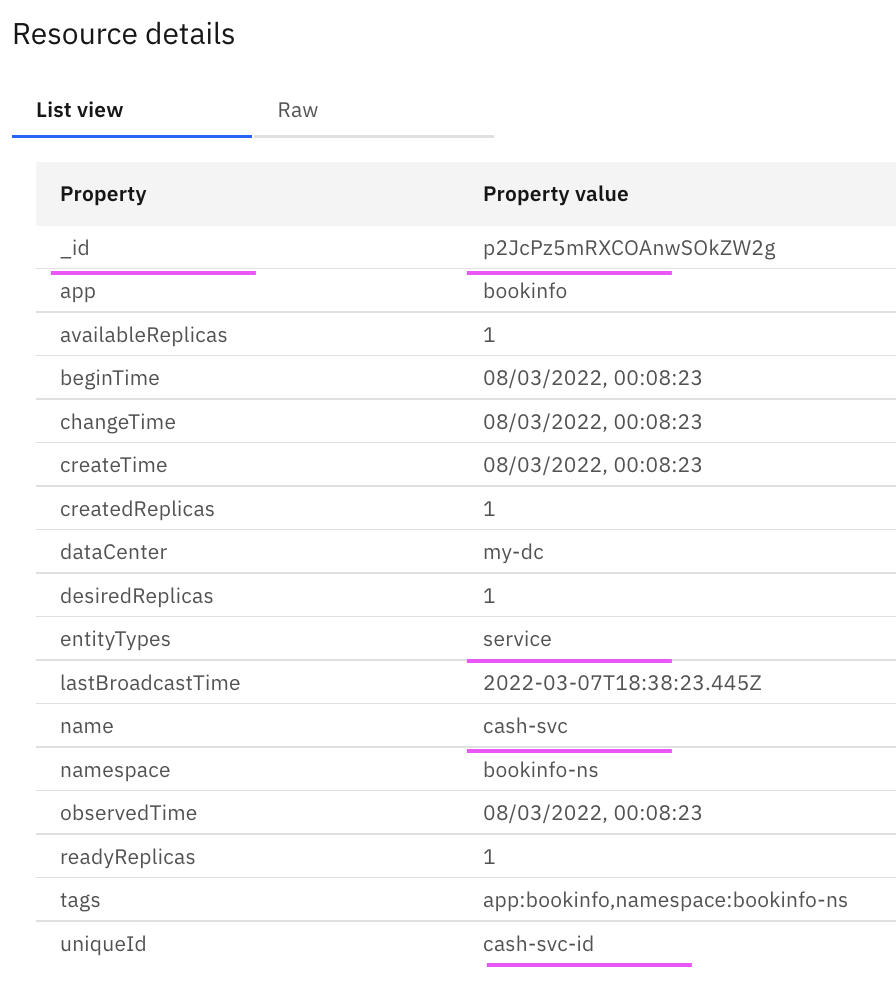 Resource details
List view Raw
Property Property value
_id p2JcPz5mRXCOAnwSOkZW2g
app bookinfo
availableReplicas 1
beginTime 08/03/2022, 00:08:23
changeTime 08/03/2022, 00:08:23
createTime 08/03/2022, 00:08:23
createdReplicas 1
dataCenter my-dc
desiredReplicas 1
entityTypes service
lastBroadcastTime 2022-03-07T18:38:23.445Z
name cash-svc
namespace bookinfo-ns
observedTime 08/03/2022, 00:08:23
readyReplicas 1
tags app:bookinfo,namespace:bookinfo-ns
uniqueId cash-svc-id